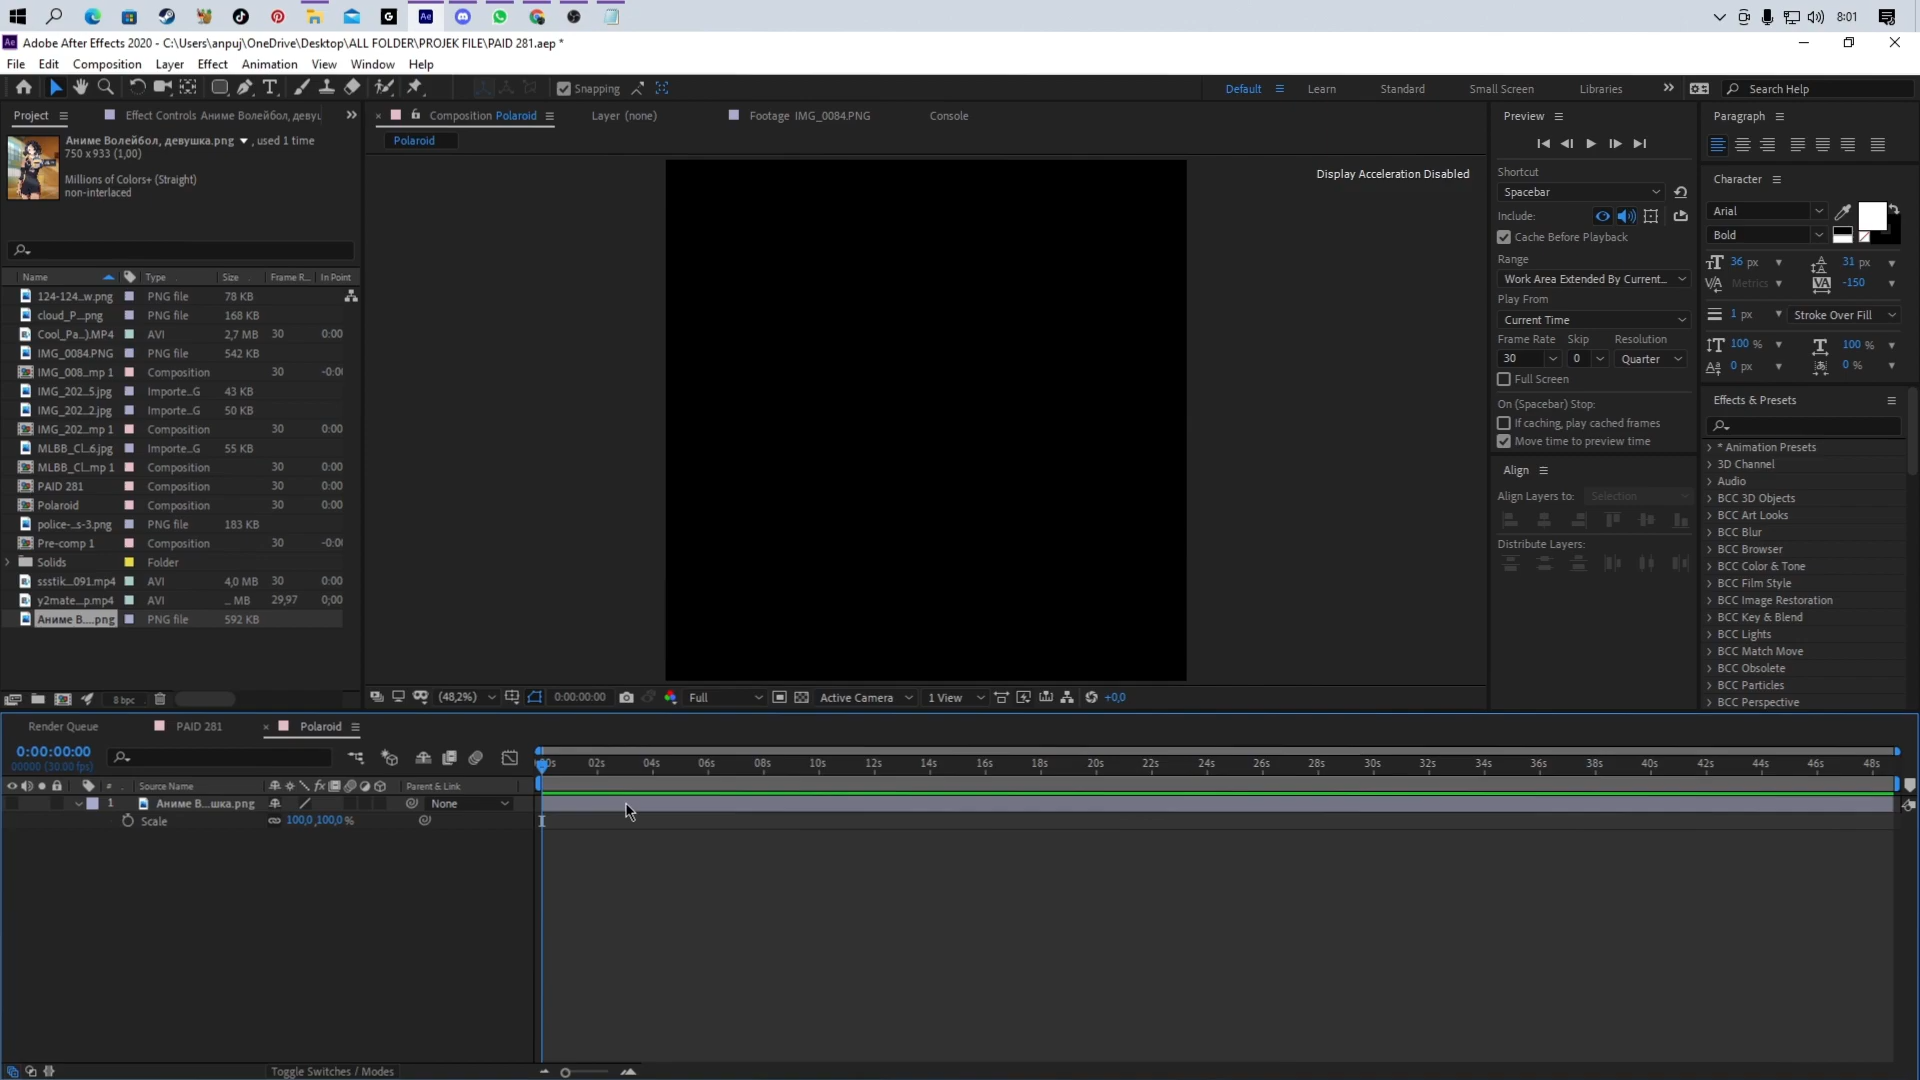 8:01
Adobe After Effects 2020 - C:\Users\anpuj\OneDrive\Desktop\ALL FOLDER\PROJEK FILE\PAID 281.aep *
File Edit Composition Layer Effect Animation View Window Help
Snapping
Default Learn Standard Small Screen Libraries
Search Help
Project
Effect Controls Аниме Волейбол, девуı
Composition Polaroid
Layer (none)
Footage IMG_0084.PNG
Console
Polaroid
Аниме Волейбол, девушка.png , used 1 time
750 x 933 (1,00)
Millions of Colors+ (Straight)
non-interlaced
Name Type Size Frame R... In Point
124-124...w.png PNG file 78 KB
cloud_P...png PNG file 168 KB
Cool_Pa...).MP4 AVI 2,7 MB 30 0:00
IMG_0084.PNG PNG file 542 KB
IMG_008...mp 1 Composition 30 -0:00
IMG_202...5.jpg Importe...G 43 KB
IMG_202...2.jpg Importe...G 50 KB
IMG_202...mp 1 Composition 30 0:00
MLBB_Cl...6.jpg Importe...G 55 KB
MLBB_Cl...mp 1 Composition 30 0:00
PAID 281 Composition 30 0:00
Polaroid Composition 30 0:00
police-...s-3.png PNG file 183 KB
Pre-comp 1 Composition 30 -0:00
Solids Folder
ssstik...091.mp4 AVI 4,0 MB 30 0:00
y2mate...p.mp4 AVI ... MB 29,97 0;00
Аниме В....png PNG file 592 KB
8 bpc
Display Acceleration Disabled
(48,2%) 0:00:00:00 Full Active Camera 1 View +0,0
Preview
Shortcut
Spacebar
Include:
Cache Before Playback
Range
Work Area Extended By Current...
Play From
Current Time
Frame Rate Skip Resolution
30 0 Quarter
Full Screen
On (Spacebar) Stop:
If caching, play cached frames
Move time to preview time
Align
Align Layers to: Selection
Distribute Layers:
Paragraph
Character
Arial
Bold
36 px 31 px
Metrics -150
1 px Stroke Over Fill
100 % 100 %
0 px 0 %
Effects & Presets
* Animation Presets
3D Channel
Audio
BCC 3D Objects
BCC Art Looks
BCC Blur
BCC Browser
BCC Color & Tone
BCC Film Style
BCC Image Restoration
BCC Key & Blend
BCC Lights
BCC Match Move
BCC Obsolete
BCC Particles
BCC Perspective
Render Queue PAID 281 Polaroid
0:00:00:00
00000 (30.00 fps)
:00s 02s 04s 06s 08s 10s 12s 14s 16s 18s 20s 22s 24s 26s 28s 30s 32s 34s 36s 38s 40s 42s 44s 46s 48s
# Source Name Parent & Link
1 Аниме В...шка.png None
Scale 100,0,100,0%
Toggle Switches / Modes